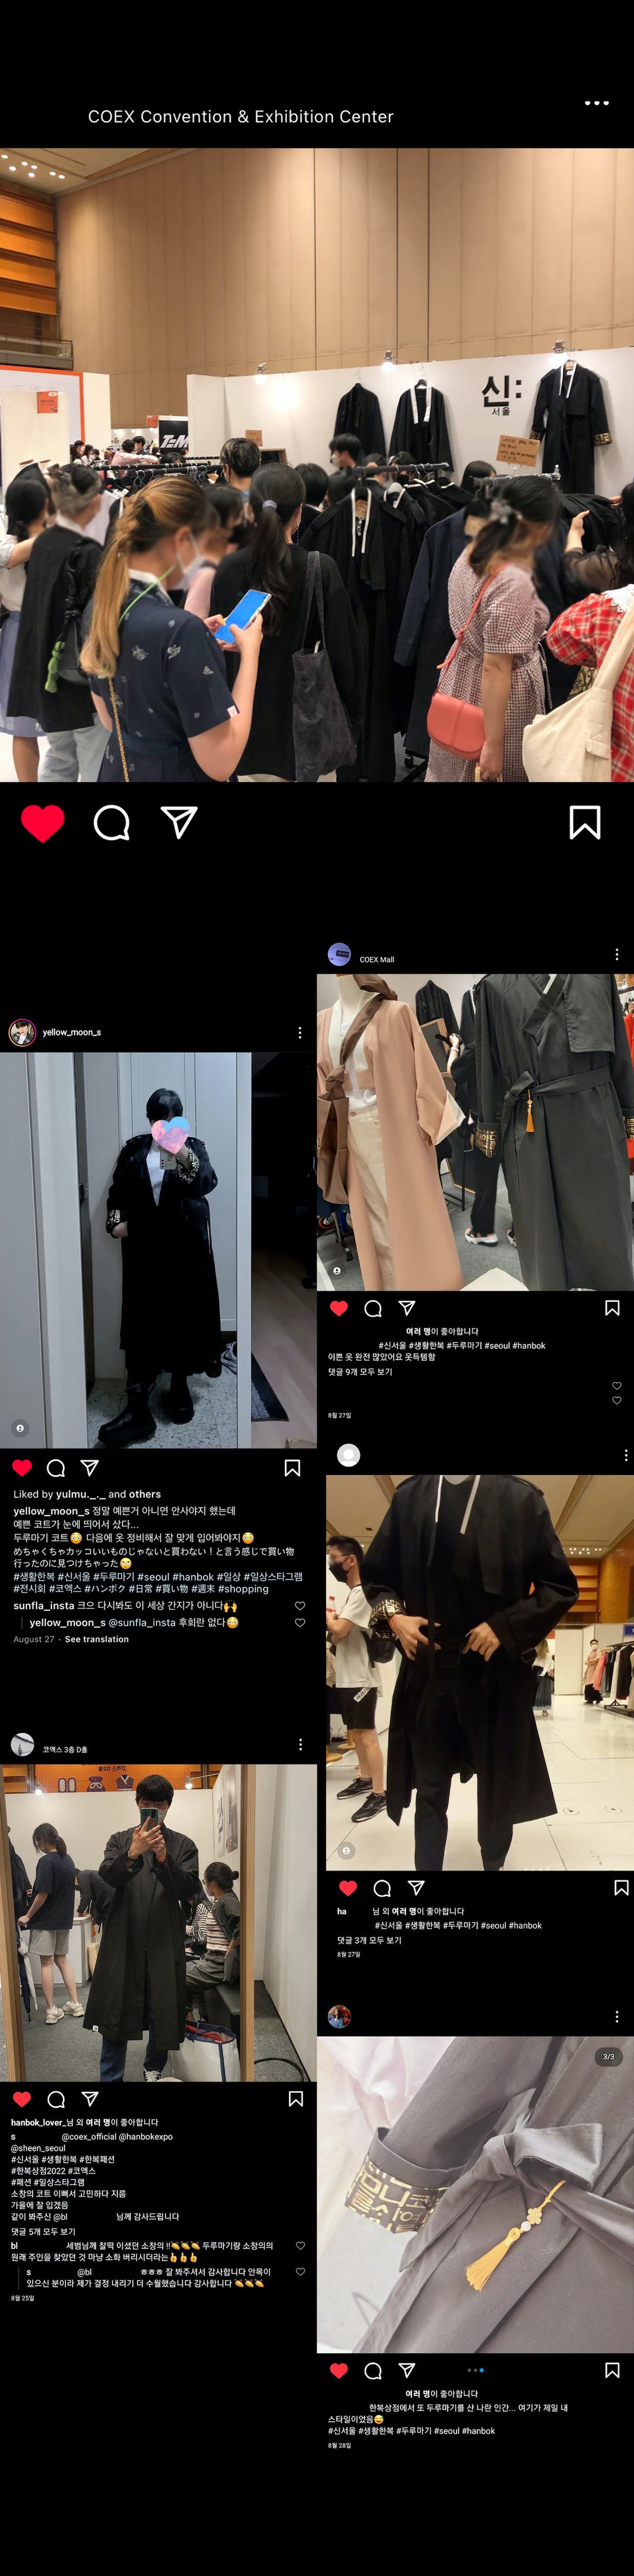 COEX Convention & Exhibition Center
신:
서울
yellow_moon_s
Liked by yulmu._._ and others
yellow_moon_s 정말 예쁜거 아니면 안사야지 했는데
예쁜 코트가 눈에 띄어서 샀다...
두루마기 코트🥹 다음에 옷 정비해서 잘 맞게 입어봐야지🥹
めちゃくちゃカッコいいものじゃないと買わない！と言う感じで買い物
行ったのに見つけちゃった🙄
#생활한복 #신서울 #두루마기 #seoul #hanbok #일상 #일상스타그램
#전시회 #코엑스 #ハンボク #日常 #買い物 #週末 #shopping
sunfla_insta 크으 다시봐도 이 세상 간지가 아니다🙌
yellow_moon_s @sunfla_insta 후회란 없다🥹
August 27 · See translation
코엑스 3층 D홀
hanbok_lover_님 외 여러 명이 좋아합니다
s @coex_official @hanbokexpo
@sheen_seoul
#신서울 #생활한복 #한복패션
#한복상점2022 #코엑스
#패션 #일상스타그램
소창의 코트 이뻐서 고민하다 지름
가을에 잘 입겠음
같이 봐주신 @bl 님께 감사드립니다
댓글 5개 모두 보기
bl 세범님께 찰떡 이셨던 소창의 !!👏👏👏 두루마기랑 소창의의
원래 주인을 찾았던 것 마냥 소화 버리시더라는👍👍👍
s @bl ㅎㅎㅎ 잘 봐주셔서 감사합니다 안목이
있으신 분이라 제가 결정 내리기 더 수월했습니다 감사합니다 👏👏👏
8월 25일
COEX Mall
여러 명이 좋아합니다
#신서울 #생활한복 #두루마기 #seoul #hanbok
이쁜 옷 완전 많았어요 옷득템함
댓글 9개 모두 보기
8월 27일
ha 님 외 여러 명이 좋아합니다
#신서울 #생활한복 #두루마기 #seoul #hanbok
댓글 3개 모두 보기
8월 27일
3/3
여러 명이 좋아합니다
한복상점에서 또 두루마기를 산 나란 인간... 여기가 제일 내
스타일이었음😅
#신서울 #생활한복 #두루마기 #seoul #hanbok
8월 28일